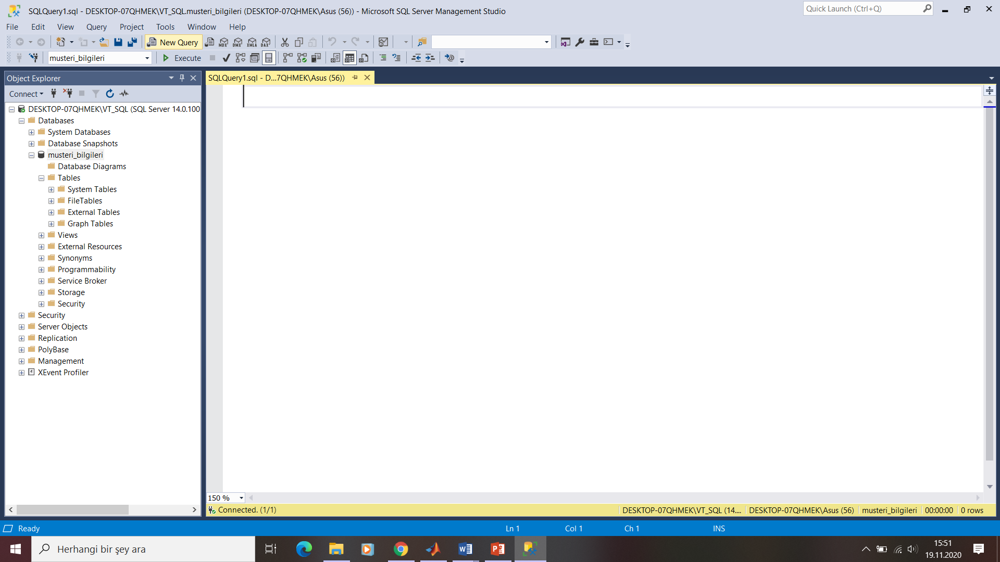 SQLQuery1.sql - DESKTOP-07QHMEK\VT_SQL.musteri_bilgileri (DESKTOP-07QHMEK\Asus (56)) - Microsoft SQL Server Management Studio
Quick Launch (Ctrl+Q)
File Edit View Query Project Tools Window Help
New Query MDX DMX XMLA DAX
musteri_bilgileri Execute
Object Explorer
SQLQuery1.sql - D...7QHMEK\Asus (56))
Connect
DESKTOP-07QHMEK\VT_SQL (SQL Server 14.0.100
Databases
System Databases
Database Snapshots
musteri_bilgileri
Database Diagrams
Tables
System Tables
FileTables
External Tables
Graph Tables
Views
External Resources
Synonyms
Programmability
Service Broker
Storage
Security
Security
Server Objects
Replication
PolyBase
Management
XEvent Profiler
150 %
Connected. (1/1) DESKTOP-07QHMEK\VT_SQL (14.... DESKTOP-07QHMEK\Asus (56) musteri_bilgileri 00:00:00 0 rows
Ready Ln 1 Col 1 Ch 1 INS
Herhangi bir şey ara
15:51
19.11.2020